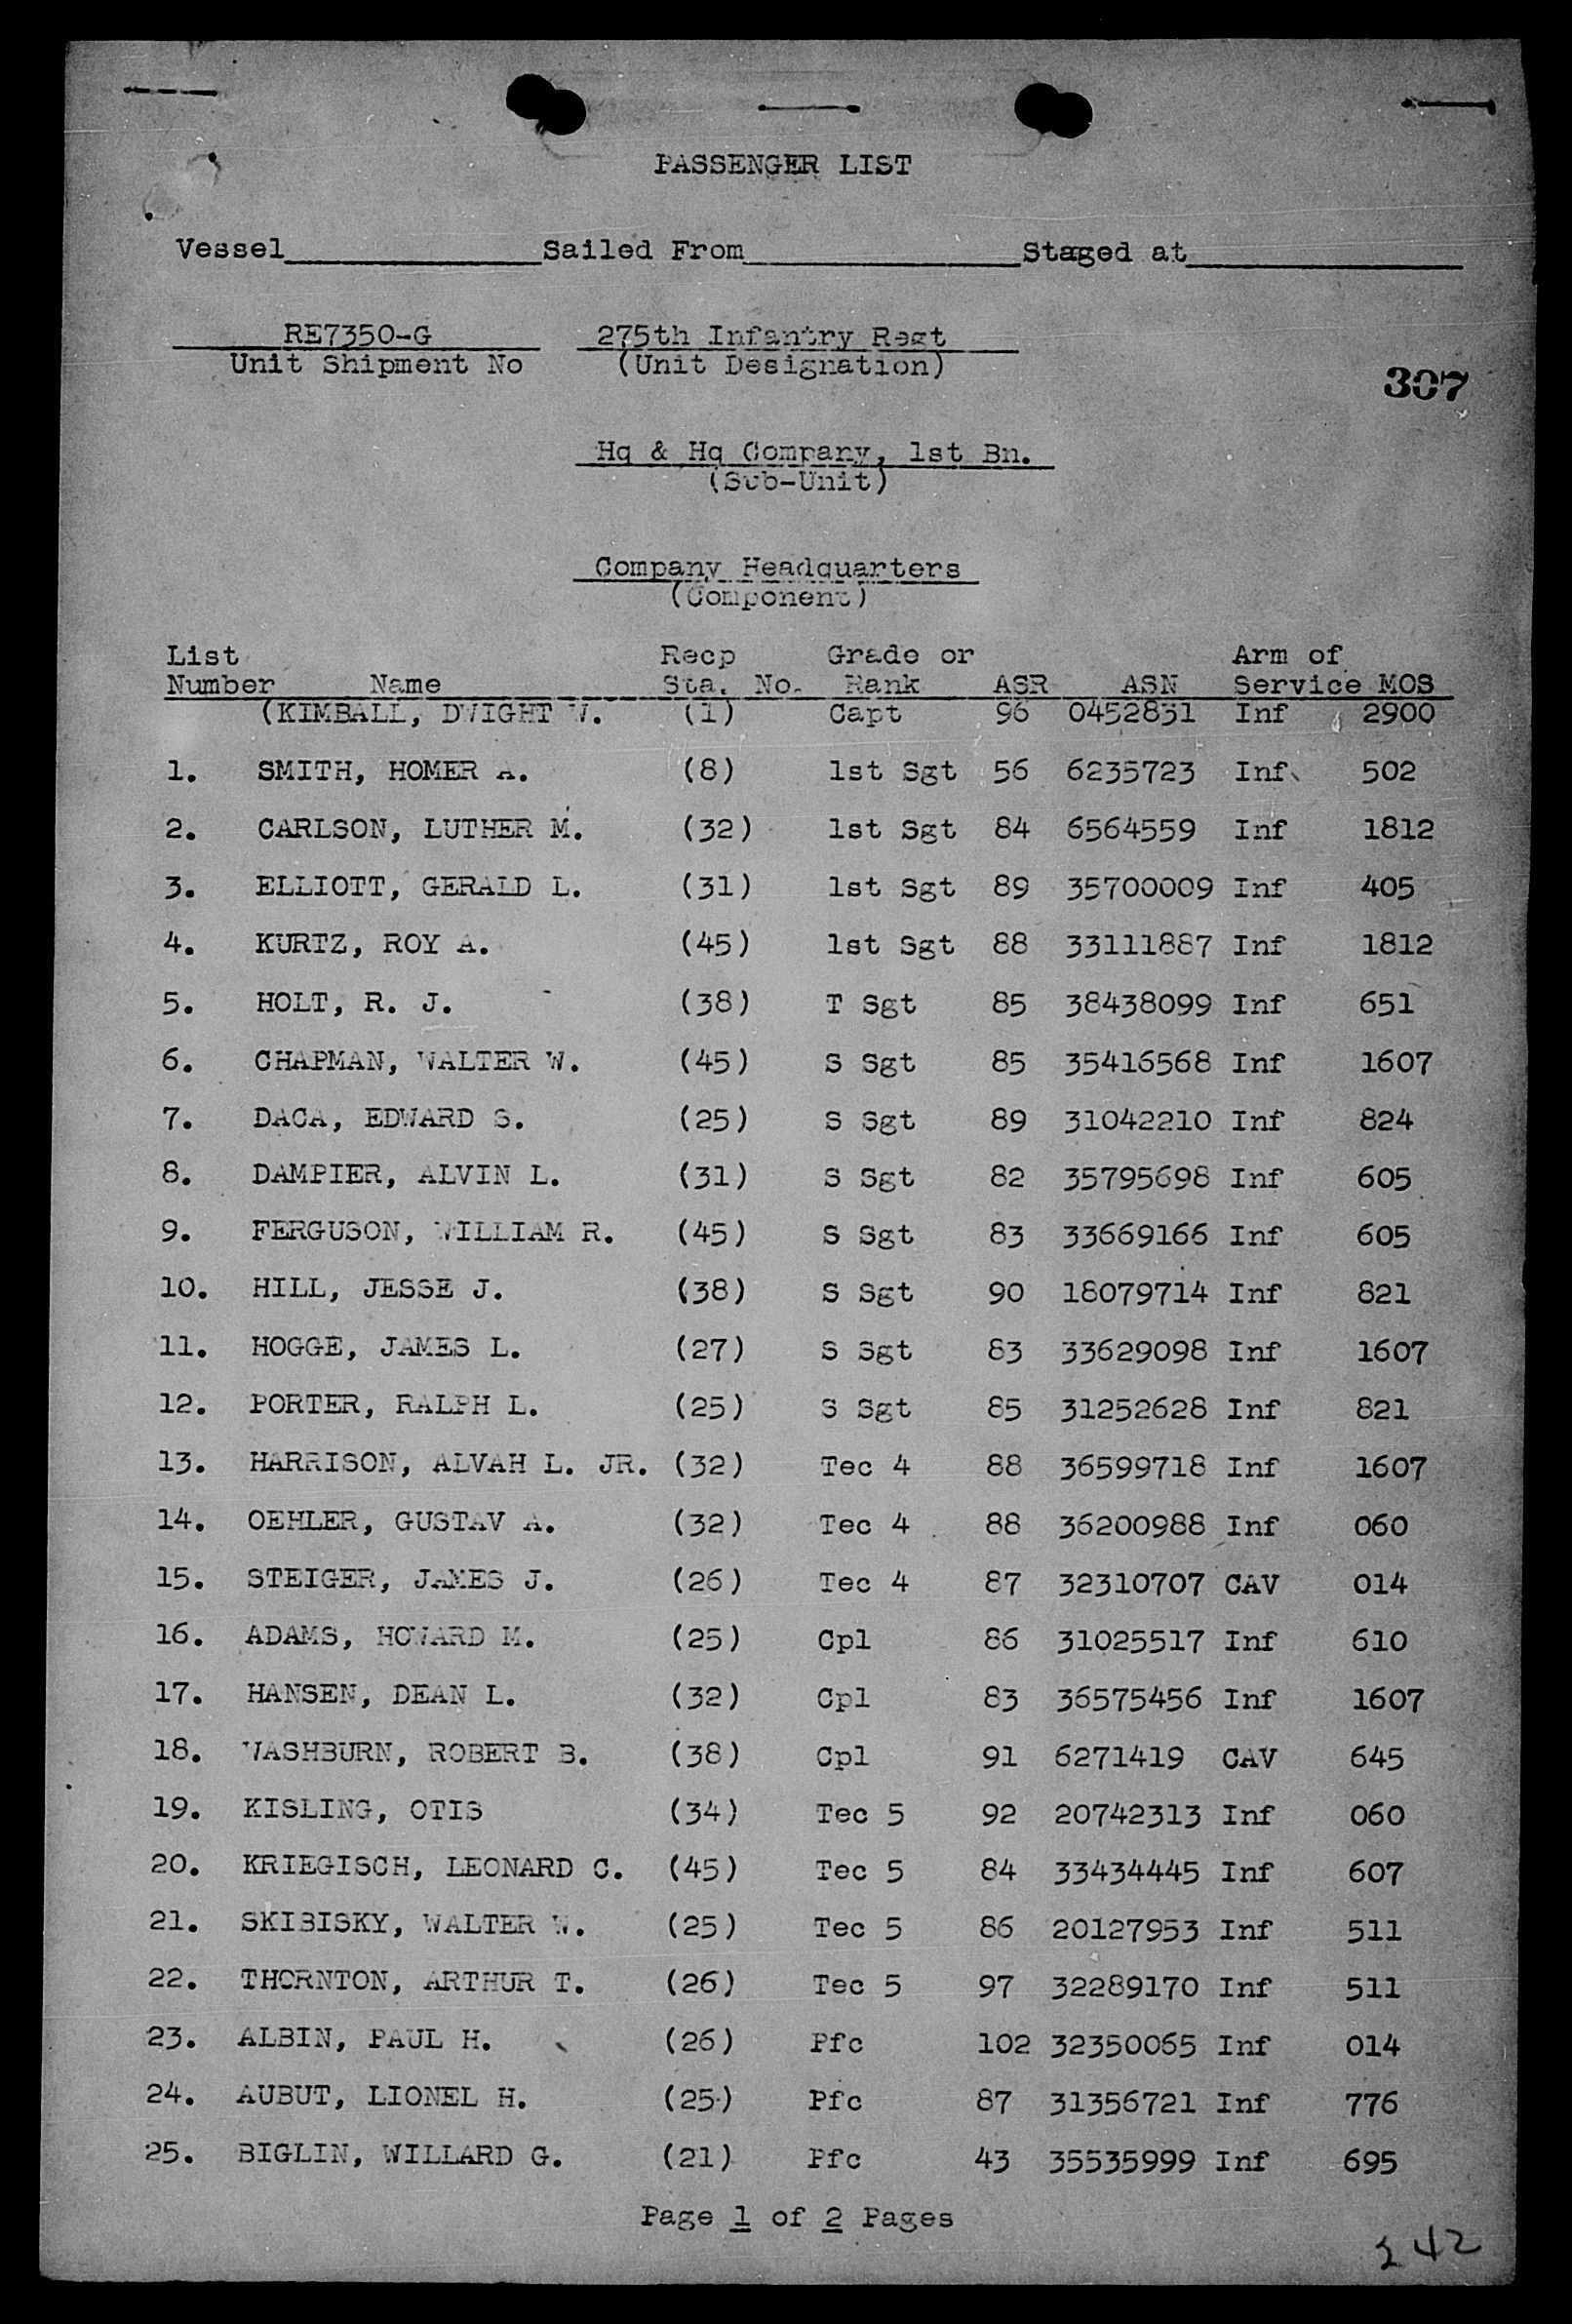 PASSENGER LIST
Vessel______________Sailed From_______________Staged at_______________
RE7350-G 275th Infantry Regt
Unit Shipment No (Unit Designation)
307
Hq & Hq Company, 1st Bn.
(Sub-Unit)
Company Headquarters
(Component)
List Recp Grade or Arm of
Number Name Sta. No. Rank ASR ASN Service MOS
(KIMBALL, DWIGHT W. (1) Capt 96 0452831 Inf 2900
1. SMITH, HOMER A. (8) 1st Sgt 56 6235723 Inf 502
2. CARLSON, LUTHER M. (32) 1st Sgt 84 6564559 Inf 1812
3. ELLIOTT, GERALD L. (31) 1st Sgt 89 35700009 Inf 405
4. KURTZ, ROY A. (45) 1st Sgt 88 33111887 Inf 1812
5. HOLT, R. J. (38) T Sgt 85 38438099 Inf 651
6. CHAPMAN, WALTER W. (45) S Sgt 85 35416568 Inf 1607
7. DACA, EDWARD S. (25) S Sgt 89 31042210 Inf 824
8. DAMPIER, ALVIN L. (31) S Sgt 82 35795698 Inf 605
9. FERGUSON, WILLIAM R. (45) S Sgt 83 33669166 Inf 605
10. HILL, JESSE J. (38) S Sgt 90 18079714 Inf 821
11. HOGGE, JAMES L. (27) S Sgt 83 33629098 Inf 1607
12. PORTER, RALPH L. (25) S Sgt 85 31252628 Inf 821
13. HARRISON, ALVAH L. JR. (32) Tec 4 88 36599718 Inf 1607
14. OEHLER, GUSTAV A. (32) Tec 4 88 36200988 Inf 060
15. STEIGER, JAMES J. (26) Tec 4 87 32310707 CAV 014
16. ADAMS, HOWARD M. (25) Cpl 86 31025517 Inf 610
17. HANSEN, DEAN L. (32) Cpl 83 36575456 Inf 1607
18. WASHBURN, ROBERT B. (38) Cpl 91 6271419 CAV 645
19. KISLING, OTIS (34) Tec 5 92 20742313 Inf 060
20. KRIEGISCH, LEONARD C. (45) Tec 5 84 33434445 Inf 607
21. SKIBISKY, WALTER W. (25) Tec 5 86 20127953 Inf 511
22. THORNTON, ARTHUR T. (26) Tec 5 97 32289170 Inf 511
23. ALBIN, PAUL H. (26) Pfc 102 32350065 Inf 014
24. AUBUT, LIONEL H. (25) Pfc 87 31356721 Inf 776
25. BIGLIN, WILLARD G. (21) Pfc 43 35535999 Inf 695
Page 1 of 2 Pages
242